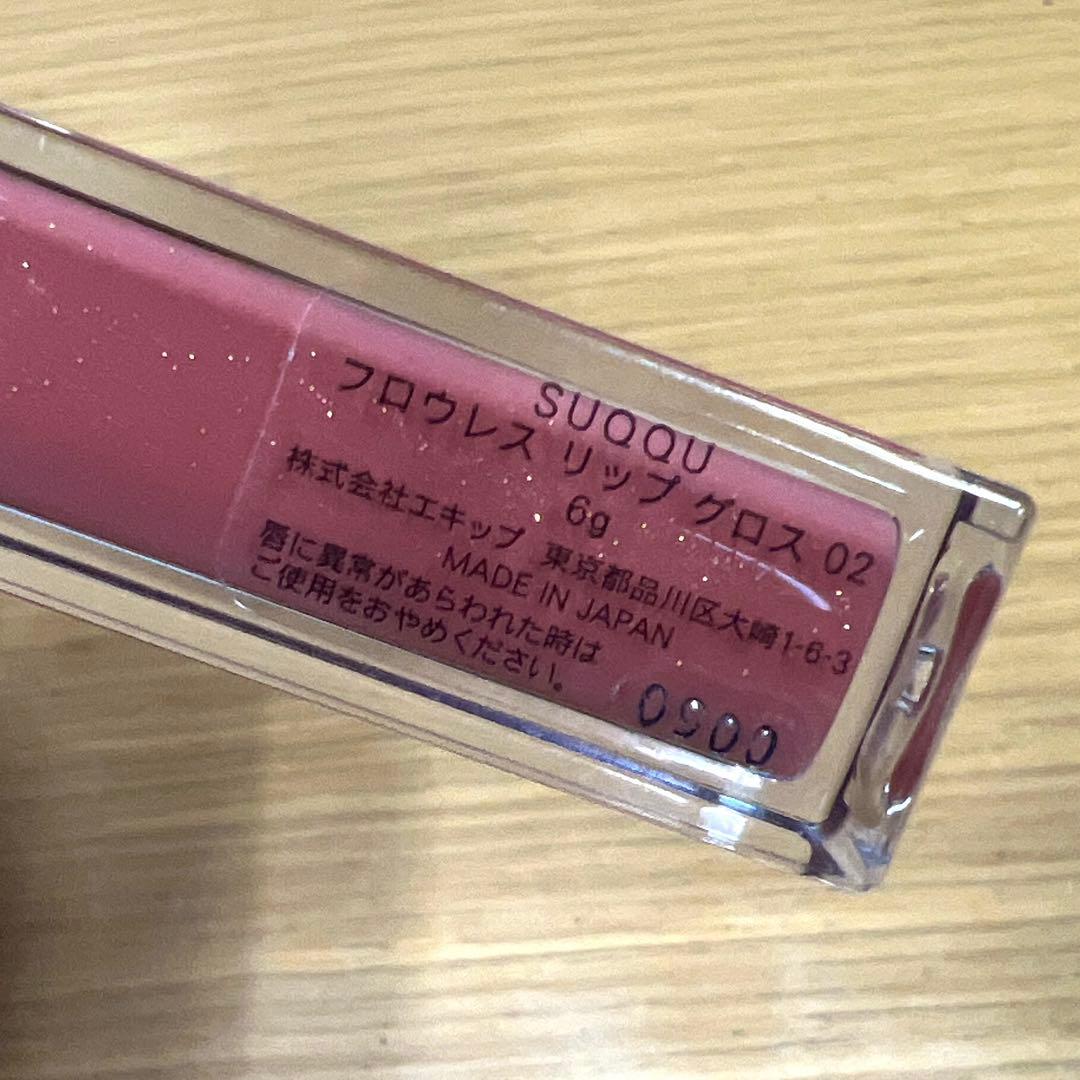 SUQQU
フロウレス リップ グロス 02
6g
株式会社エキップ 東京都品川区大崎1-6-3
MADE IN JAPAN
唇に異常があらわれた時は
ご使用をおやめください。